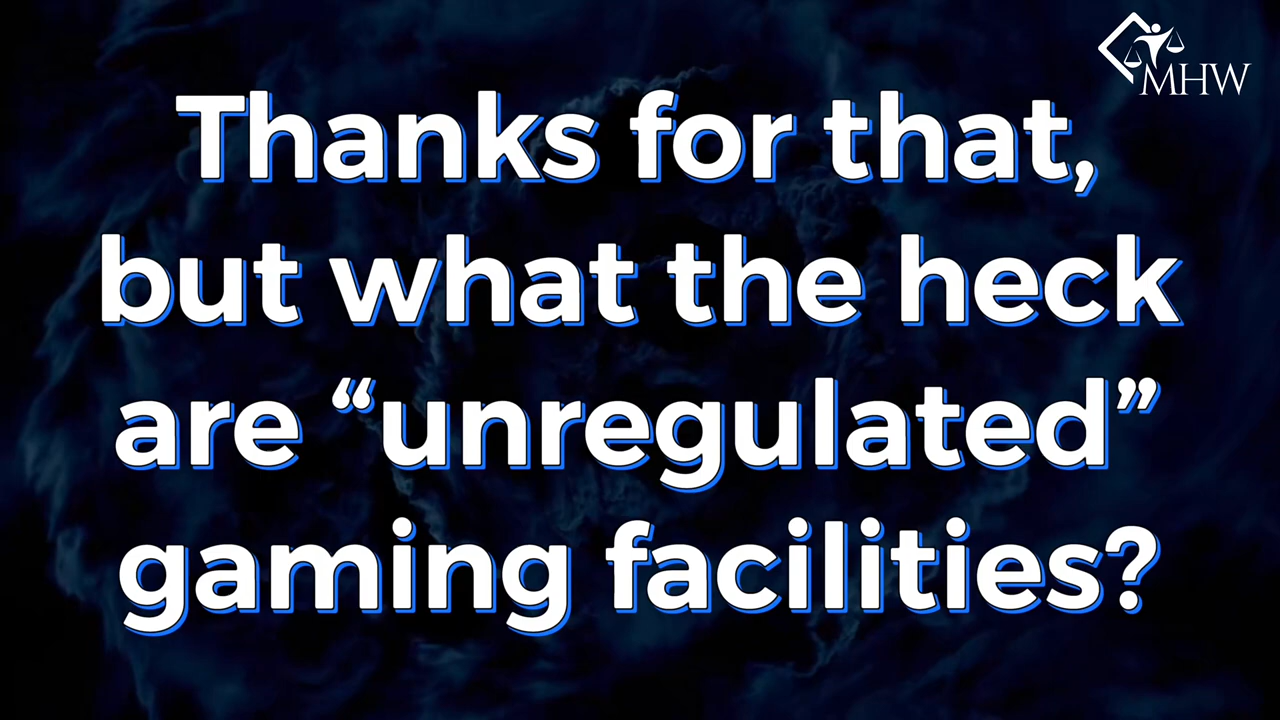 MHW
Thanks for that,
but what the heck
are “unregulated”
gaming facilities?